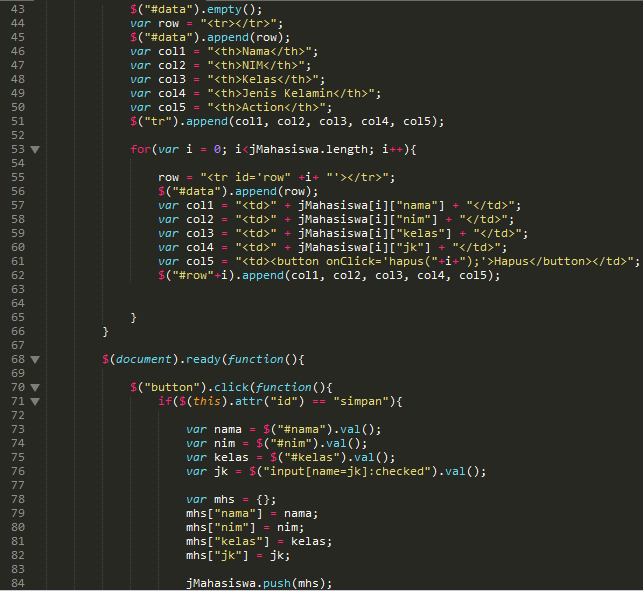 43 $("#data").empty();
44 var row = "<tr></tr>";
45 $("#data").append(row);
46 var col1 = "<th>Nama</th>";
47 var col2 = "<th>NIM</th>";
48 var col3 = "<th>Kelas</th>";
49 var col4 = "<th>Jenis Kelamin</th>";
50 var col5 = "<th>Action</th>";
51 $("tr").append(col1, col2, col3, col4, col5);
52
53 for(var i = 0; i<jMahasiswa.length; i++){
54
55 row = "<tr id='row" +i+ "'></tr>";
56 $("#data").append(row);
57 var col1 = "<td>" + jMahasiswa[i]["nama"] + "</td>";
58 var col2 = "<td>" + jMahasiswa[i]["nim"] + "</td>";
59 var col3 = "<td>" + jMahasiswa[i]["kelas"] + "</td>";
60 var col4 = "<td>" + jMahasiswa[i]["jk"] + "</td>";
61 var col5 = "<td><button onClick='hapus("+i+");'>Hapus</button></td>";
62 $("#row"+i).append(col1, col2, col3, col4, col5);
63
64
65 }
66 }
67
68 $(document).ready(function(){
69
70 $("button").click(function(){
71 if($(this).attr("id") == "simpan"){
72
73 var nama = $("#nama").val();
74 var nim = $("#nim").val();
75 var kelas = $("#kelas").val();
76 var jk = $("input[name=jk]:checked").val();
77
78 var mhs = {};
79 mhs["nama"] = nama;
80 mhs["nim"] = nim;
81 mhs["kelas"] = kelas;
82 mhs["jk"] = jk;
83
84 jMahasiswa.push(mhs);